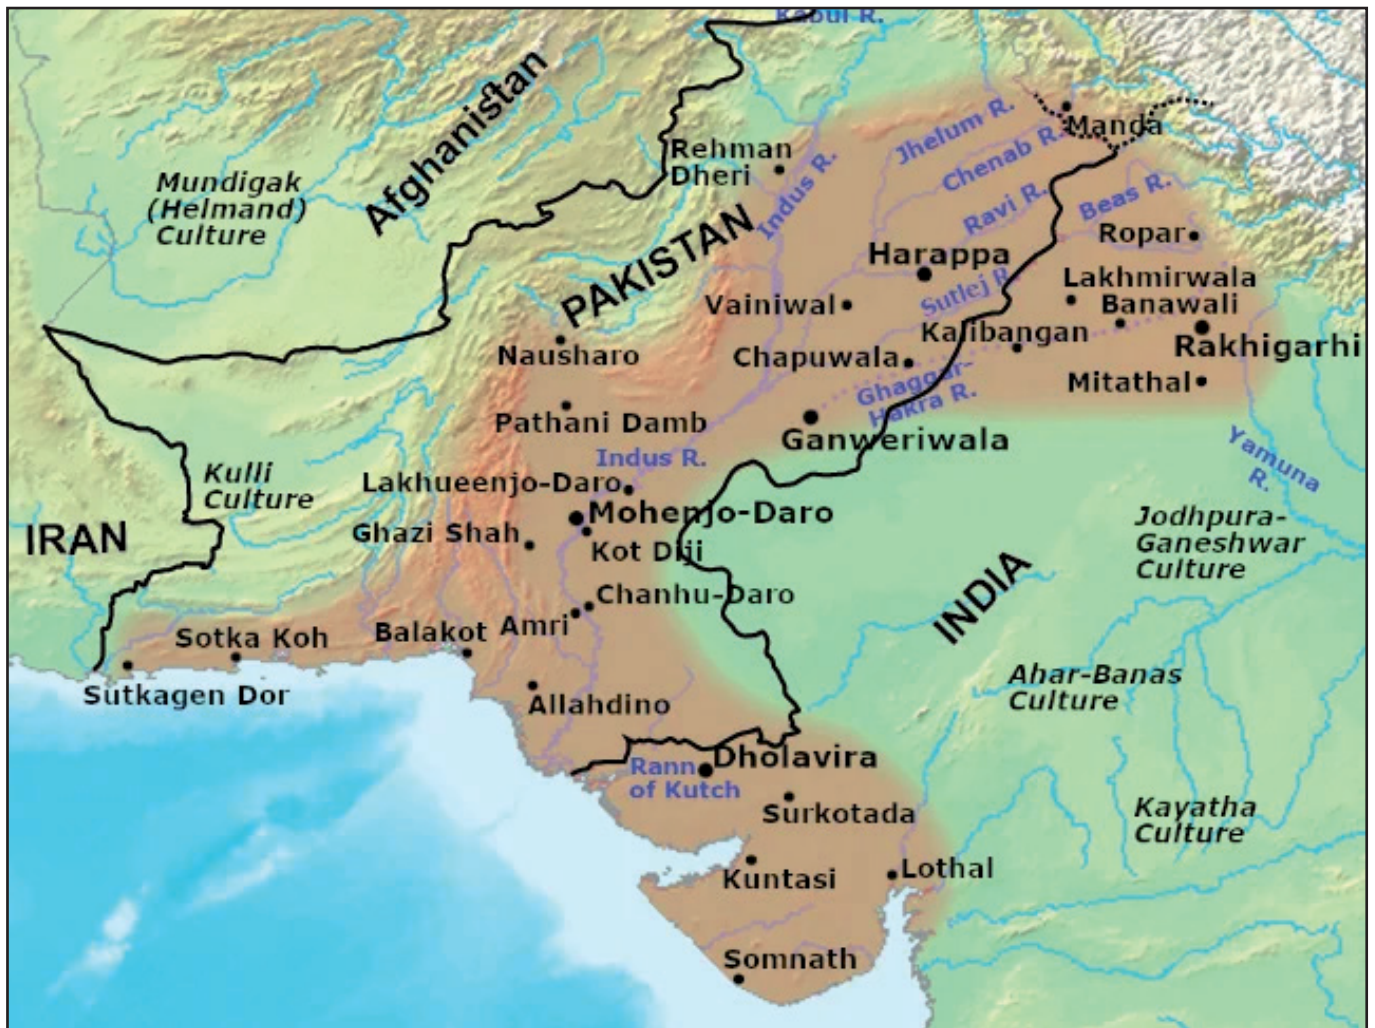 Kabul R.
Afghanistan
Jhelum R.
Manda
Chenab R.
Rehman
Dheri
Indus R.
Mundigak
(Helmand)
Culture
Ravi R.
Beas R.
Ropar
PAKISTAN
Harappa
Sutlej R
Lakhmirwala
Banawali
Vainiwal
Kalibangan
Rakhigarhi
Nausharo
Chapuwala
Ghaggar-
Hakra R.
Mitathal
Pathani Damb
Ganweriwala
Indus R.
Yamuna
R.
Kulli
Culture
Lakhueenjo-Daro
Mohenjo-Daro
IRAN
Ghazi Shah
Kot Diji
Jodhpura-
Ganeshwar
Culture
INDIA
Chanhu-Daro
Amri
Sotka Koh
Balakot
Sutkagen Dor
Allahdino
Ahar-Banas
Culture
Dholavira
Rann
of Kutch
Surkotada
Kayatha
Culture
Kuntasi
Lothal
Somnath